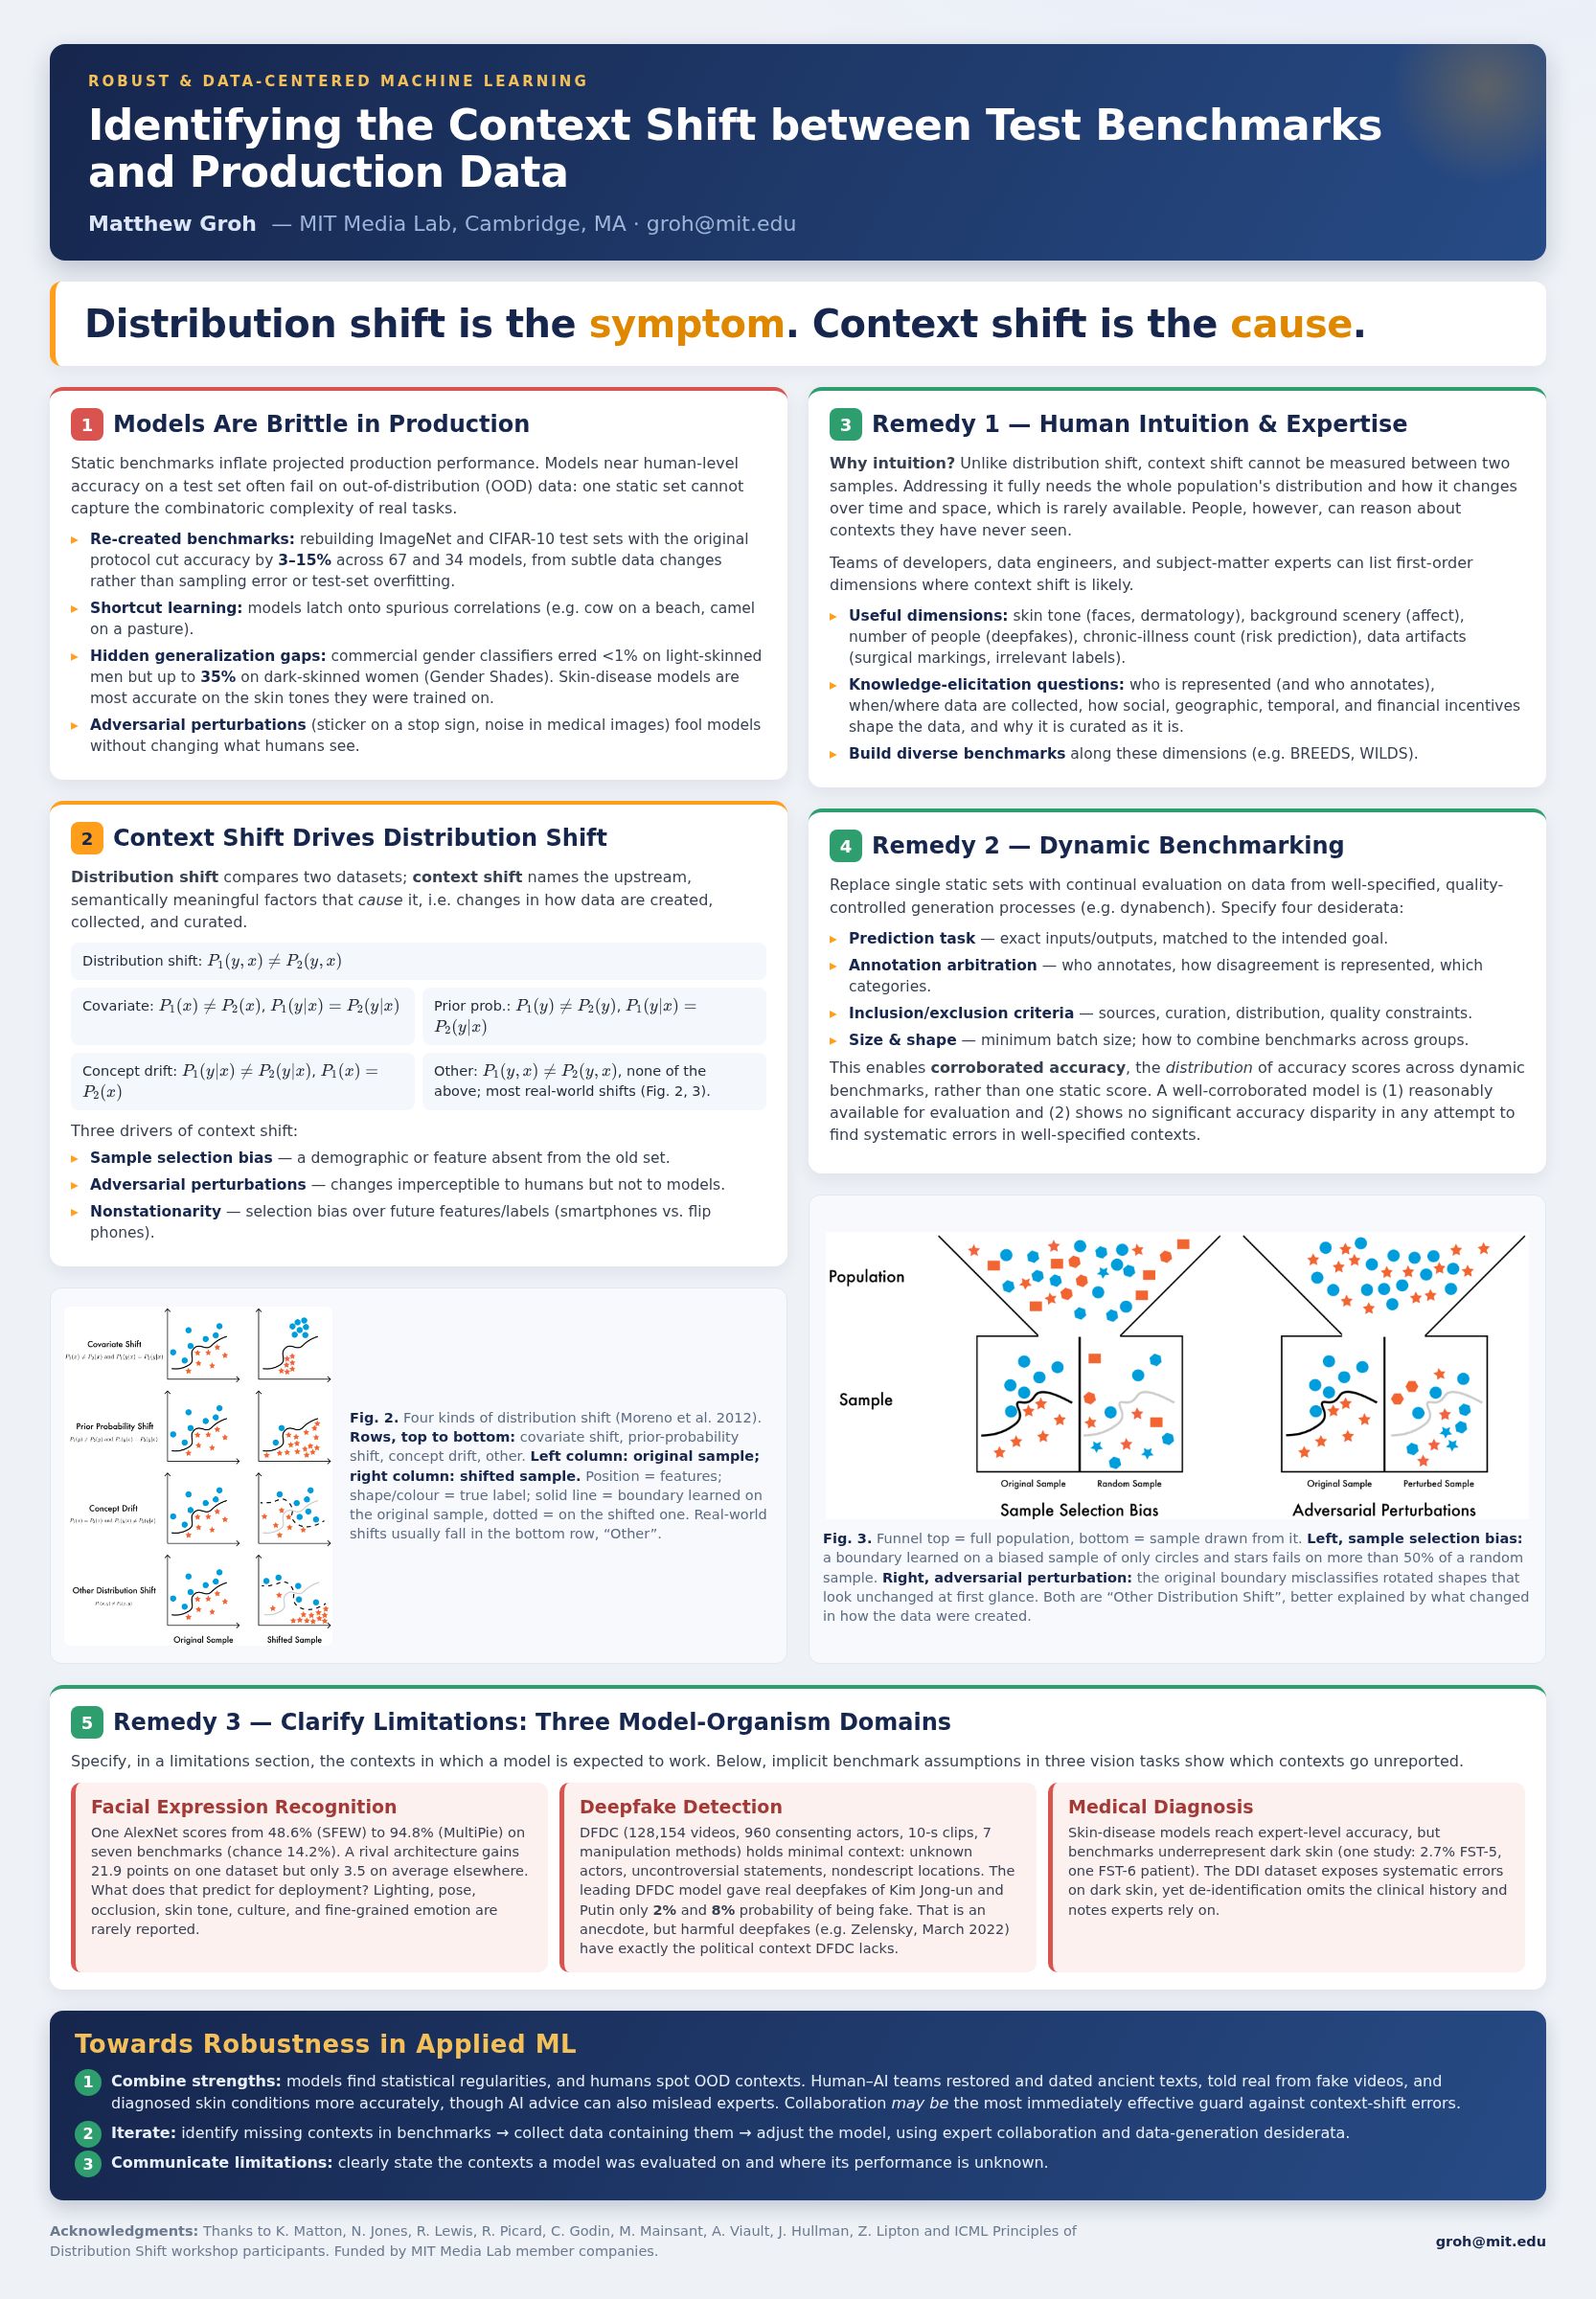 ROBUST & DATA-CENTERED MACHINE LEARNING
Identifying the Context Shift between Test Benchmarks
and Production Data
Matthew Groh — MIT Media Lab, Cambridge, MA · groh@mit.edu
Distribution shift is the symptom. Context shift is the cause.
1 Models Are Brittle in Production
Static benchmarks inflate projected production performance. Models near human-level
accuracy on a test set often fail on out-of-distribution (OOD) data: one static set cannot
capture the combinatoric complexity of real tasks.
▸ Re-created benchmarks: rebuilding ImageNet and CIFAR-10 test sets with the original
protocol cut accuracy by 3–15% across 67 and 34 models, from subtle data changes
rather than sampling error or test-set overfitting.
▸ Shortcut learning: models latch onto spurious correlations (e.g. cow on a beach, camel
on a pasture).
▸ Hidden generalization gaps: commercial gender classifiers erred <1% on light-skinned
men but up to 35% on dark-skinned women (Gender Shades). Skin-disease models are
most accurate on the skin tones they were trained on.
▸ Adversarial perturbations (sticker on a stop sign, noise in medical images) fool models
without changing what humans see.
2 Context Shift Drives Distribution Shift
Distribution shift compares two datasets; context shift names the upstream,
semantically meaningful factors that cause it, i.e. changes in how data are created,
collected, and curated.
Distribution shift: P₁(y, x) ≠ P₂(y, x)
Covariate: P₁(x) ≠ P₂(x), P₁(y|x) = P₂(y|x)
Prior prob.: P₁(y) ≠ P₂(y), P₁(y|x) =
P₂(y|x)
Concept drift: P₁(y|x) ≠ P₂(y|x), P₁(x) =
P₂(x)
Other: P₁(y, x) ≠ P₂(y, x), none of the
above; most real-world shifts (Fig. 2, 3).
Three drivers of context shift:
▸ Sample selection bias — a demographic or feature absent from the old set.
▸ Adversarial perturbations — changes imperceptible to humans but not to models.
▸ Nonstationarity — selection bias over future features/labels (smartphones vs. flip
phones).
Covariate Shift
Prior Probability Shift
Concept Drift
Other Distribution Shift
Original Sample Shifted Sample
Fig. 2. Four kinds of distribution shift (Moreno et al. 2012).
Rows, top to bottom: covariate shift, prior-probability
shift, concept drift, other. Left column: original sample;
right column: shifted sample. Position = features;
shape/colour = true label; solid line = boundary learned on
the original sample, dotted = on the shifted one. Real-world
shifts usually fall in the bottom row, “Other”.
3 Remedy 1 — Human Intuition & Expertise
Why intuition? Unlike distribution shift, context shift cannot be measured between two
samples. Addressing it fully needs the whole population's distribution and how it changes
over time and space, which is rarely available. People, however, can reason about
contexts they have never seen.
Teams of developers, data engineers, and subject-matter experts can list first-order
dimensions where context shift is likely.
▸ Useful dimensions: skin tone (faces, dermatology), background scenery (affect),
number of people (deepfakes), chronic-illness count (risk prediction), data artifacts
(surgical markings, irrelevant labels).
▸ Knowledge-elicitation questions: who is represented (and who annotates),
when/where data are collected, how social, geographic, temporal, and financial incentives
shape the data, and why it is curated as it is.
▸ Build diverse benchmarks along these dimensions (e.g. BREEDS, WILDS).
4 Remedy 2 — Dynamic Benchmarking
Replace single static sets with continual evaluation on data from well-specified, quality-
controlled generation processes (e.g. dynabench). Specify four desiderata:
▸ Prediction task — exact inputs/outputs, matched to the intended goal.
▸ Annotation arbitration — who annotates, how disagreement is represented, which
categories.
▸ Inclusion/exclusion criteria — sources, curation, distribution, quality constraints.
▸ Size & shape — minimum batch size; how to combine benchmarks across groups.
This enables corroborated accuracy, the distribution of accuracy scores across dynamic
benchmarks, rather than one static score. A well-corroborated model is (1) reasonably
available for evaluation and (2) shows no significant accuracy disparity in any attempt to
find systematic errors in well-specified contexts.
Population
Sample
Original Sample Random Sample
Original Sample Perturbed Sample
Sample Selection Bias
Adversarial Perturbations
Fig. 3. Funnel top = full population, bottom = sample drawn from it. Left, sample selection bias:
a boundary learned on a biased sample of only circles and stars fails on more than 50% of a random
sample. Right, adversarial perturbation: the original boundary misclassifies rotated shapes that
look unchanged at first glance. Both are “Other Distribution Shift”, better explained by what changed
in how the data were created.
5 Remedy 3 — Clarify Limitations: Three Model-Organism Domains
Specify, in a limitations section, the contexts in which a model is expected to work. Below, implicit benchmark assumptions in three vision tasks show which contexts go unreported.
Facial Expression Recognition
One AlexNet scores from 48.6% (SFEW) to 94.8% (MultiPie) on
seven benchmarks (chance 14.2%). A rival architecture gains
21.9 points on one dataset but only 3.5 on average elsewhere.
What does that predict for deployment? Lighting, pose,
occlusion, skin tone, culture, and fine-grained emotion are
rarely reported.
Deepfake Detection
DFDC (128,154 videos, 960 consenting actors, 10-s clips, 7
manipulation methods) holds minimal context: unknown
actors, uncontroversial statements, nondescript locations. The
leading DFDC model gave real deepfakes of Kim Jong-un and
Putin only 2% and 8% probability of being fake. That is an
anecdote, but harmful deepfakes (e.g. Zelensky, March 2022)
have exactly the political context DFDC lacks.
Medical Diagnosis
Skin-disease models reach expert-level accuracy, but
benchmarks underrepresent dark skin (one study: 2.7% FST-5,
one FST-6 patient). The DDI dataset exposes systematic errors
on dark skin, yet de-identification omits the clinical history and
notes experts rely on.
Towards Robustness in Applied ML
1 Combine strengths: models find statistical regularities, and humans spot OOD contexts. Human–AI teams restored and dated ancient texts, told real from fake videos, and
diagnosed skin conditions more accurately, though AI advice can also mislead experts. Collaboration may be the most immediately effective guard against context-shift errors.
2 Iterate: identify missing contexts in benchmarks → collect data containing them → adjust the model, using expert collaboration and data-generation desiderata.
3 Communicate limitations: clearly state the contexts a model was evaluated on and where its performance is unknown.
Acknowledgments: Thanks to K. Matton, N. Jones, R. Lewis, R. Picard, C. Godin, M. Mainsant, A. Viault, J. Hullman, Z. Lipton and ICML Principles of
Distribution Shift workshop participants. Funded by MIT Media Lab member companies.
groh@mit.edu